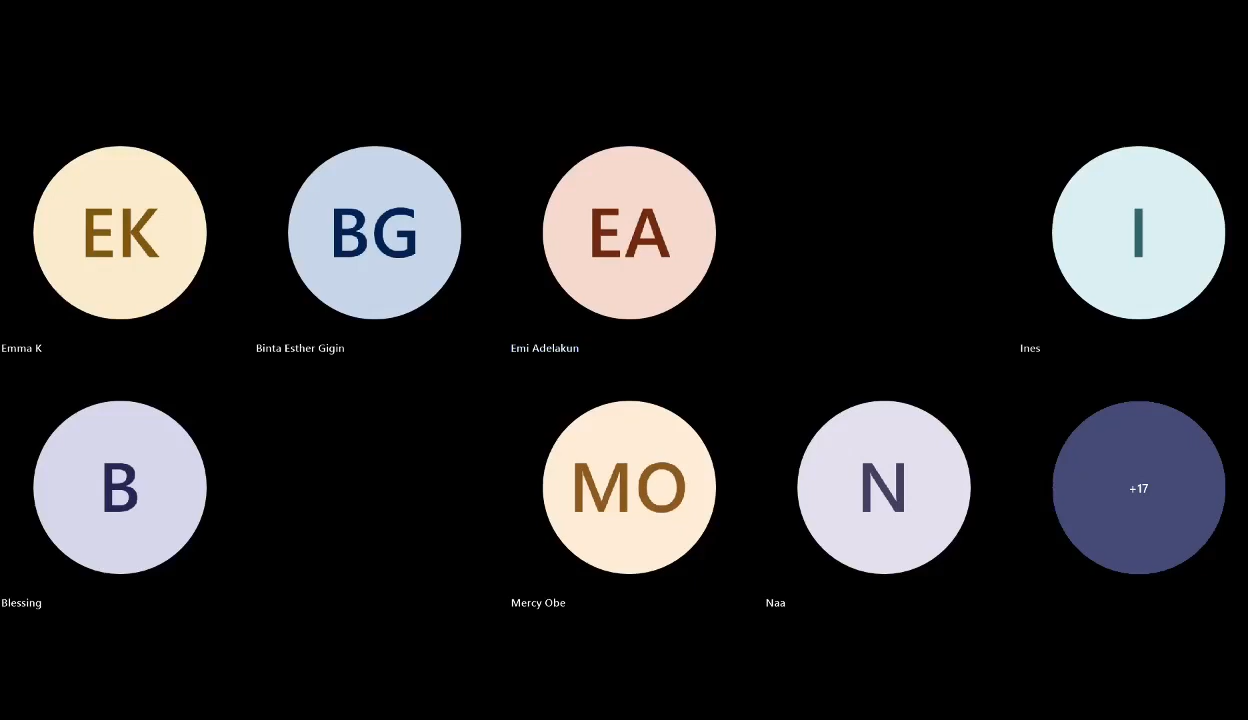 EK
BG
EA
I
Emma K
Binta Esther Gigin
Emi Adelakun
Ines
B
MO
N
+17
Blessing
Mercy Obe
Naa